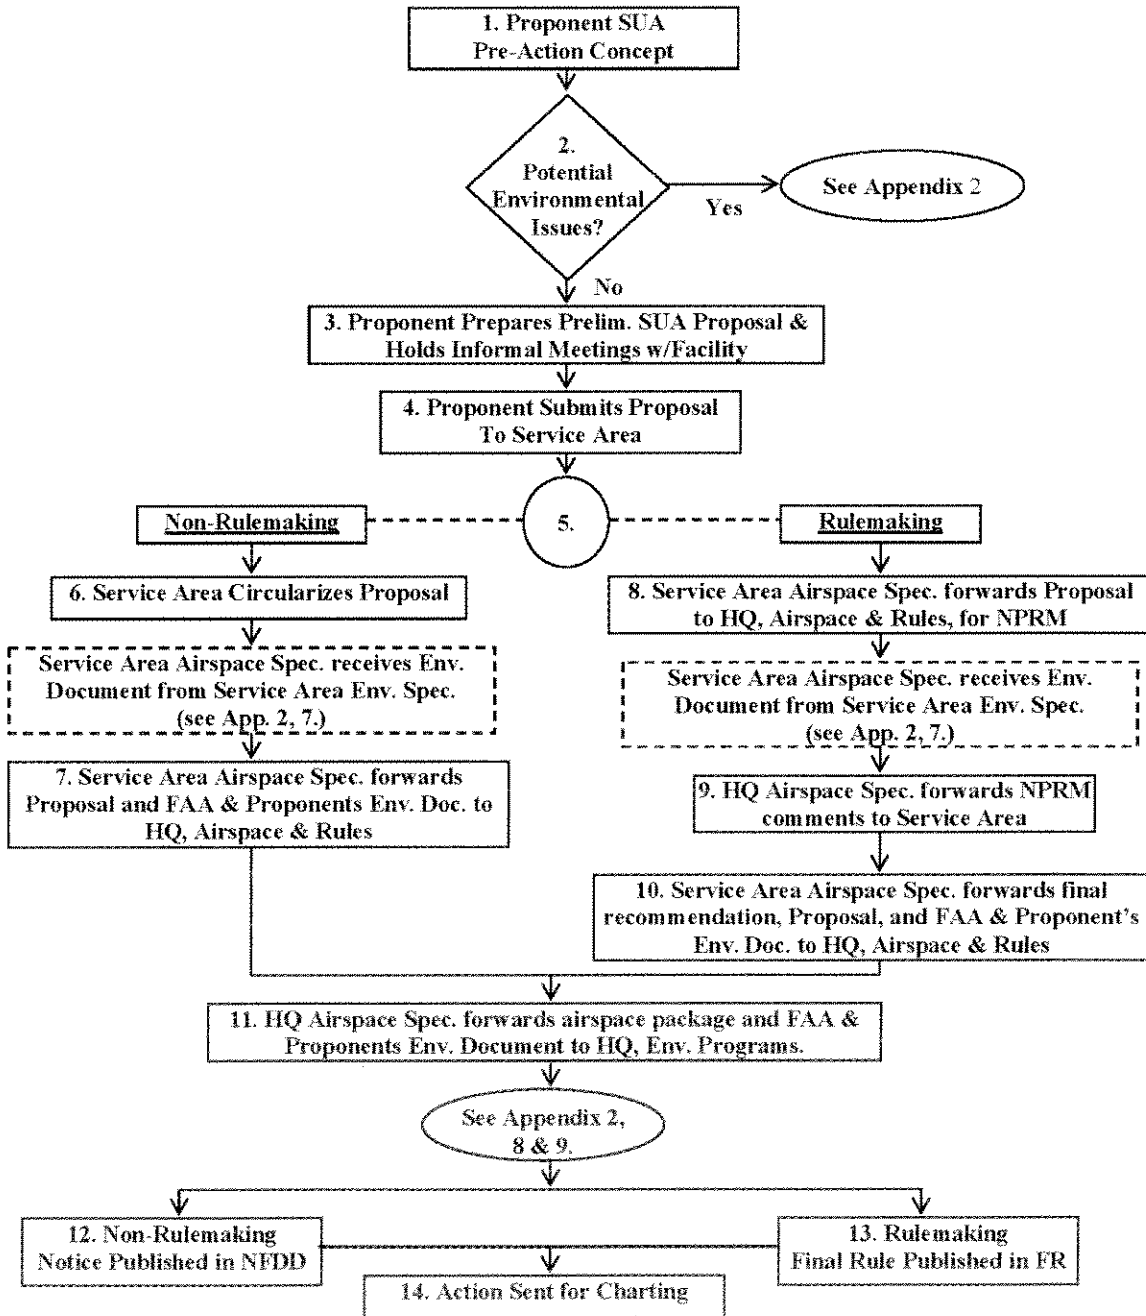 1. Proponent SUA
Pre-Action Concept
2.
Potential
Environmental
Issues?
Yes
See Appendix 2
No
3. Proponent Prepares Prelim. SUA Proposal &
Holds Informal Meetings w/Facility
4. Proponent Submits Proposal
To Service Area
5.
Non-Rulemaking
6. Service Area Circularizes Proposal
Service Area Airspace Spec. receives Env.
Document from Service Area Env. Spec.
(see App. 2, 7.)
7. Service Area Airspace Spec. forwards
Proposal and FAA & Proponents Env. Doc. to
HQ, Airspace & Rules
Rulemaking
8. Service Area Airspace Spec. forwards Proposal
to HQ, Airspace & Rules, for NPRM
Service Area Airspace Spec. receives Env.
Document from Service Area Env. Spec.
(see App. 2, 7.)
9. HQ Airspace Spec. forwards NPRM
comments to Service Area
10. Service Area Airspace Spec. forwards final
recommendation, Proposal, and FAA & Proponent's
Env. Doc. to HQ, Airspace & Rules
11. HQ Airspace Spec. forwards airspace package and FAA &
Proponents Env. Document to HQ, Env. Programs.
See Appendix 2,
8 & 9.
12. Non-Rulemaking
Notice Published in NFDD
13. Rulemaking
Final Rule Published in FR
14. Action Sent for Charting